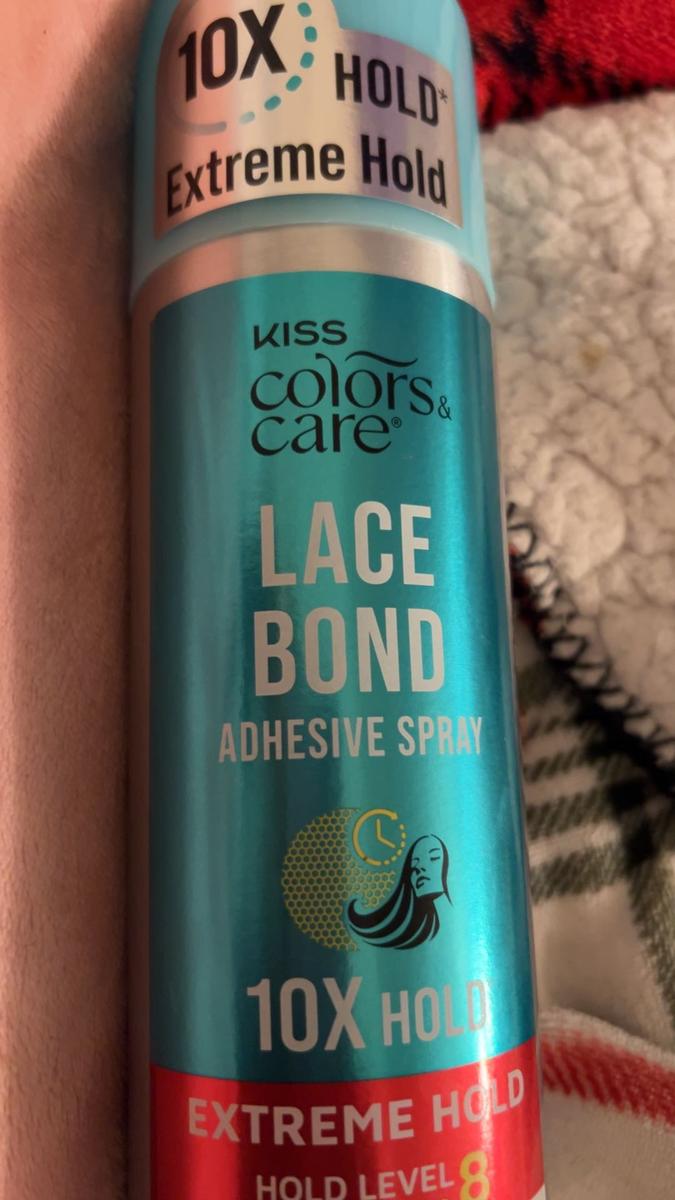 10X HOLD*
Extreme Hold
KISS
colors &
care®
LACE
BOND
ADHESIVE SPRAY
10X HOLD*
EXTREME HOLD
HOLD LEVEL 8